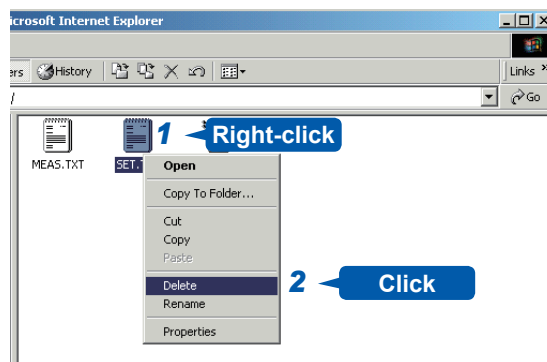 icrosoft Internet Explorer
ers History
Links »
/
Go
1 Right-click
MEAS.TXT SET.T
Open
Copy To Folder...
Cut
Copy
Paste
Delete
2 Click
Rename
Properties